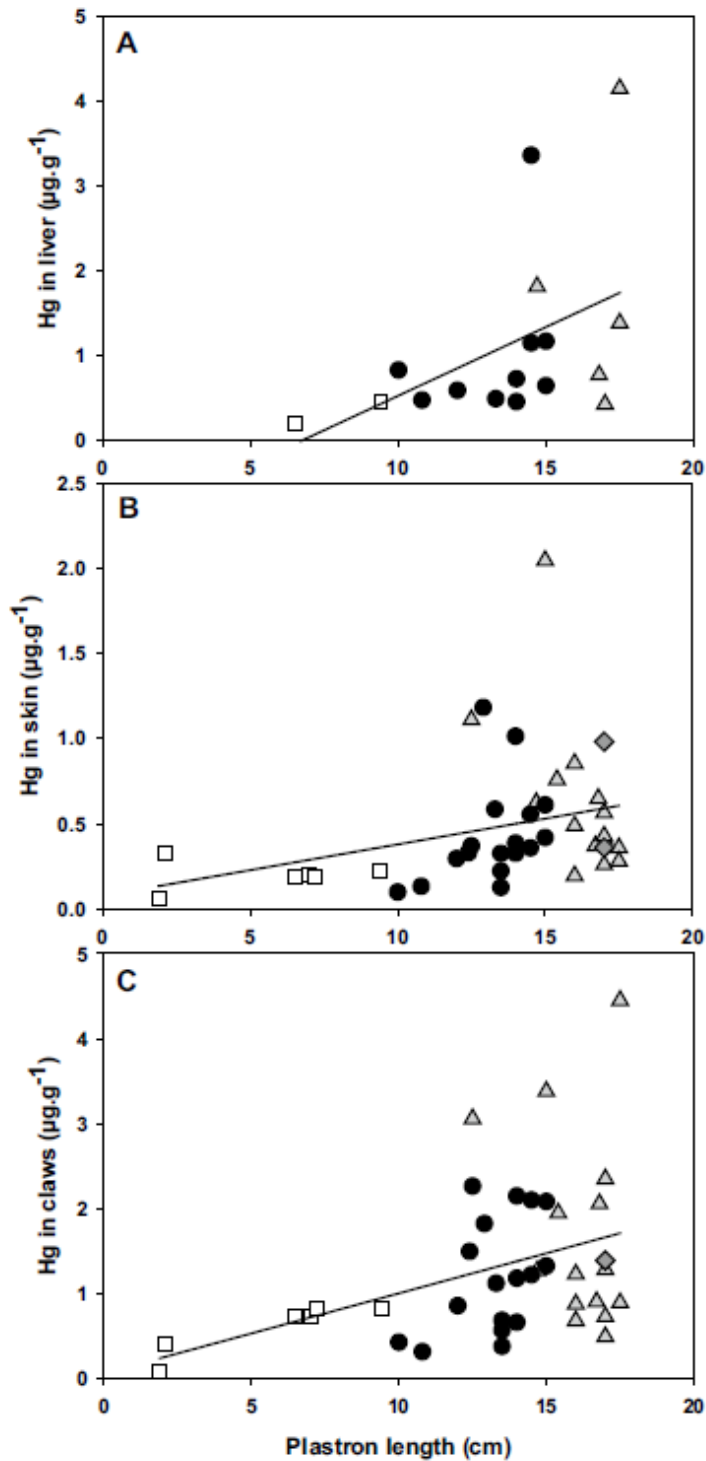 A
Hg in liver (µg.g⁻¹)
5
4
3
2
1
0
0 5 10 15 20
B
Hg in skin (µg.g⁻¹)
2.5
2.0
1.5
1.0
0.5
0.0
0 5 10 15 20
C
Hg in claws (µg.g⁻¹)
5
4
3
2
1
0
0 5 10 15 20
Plastron length (cm)